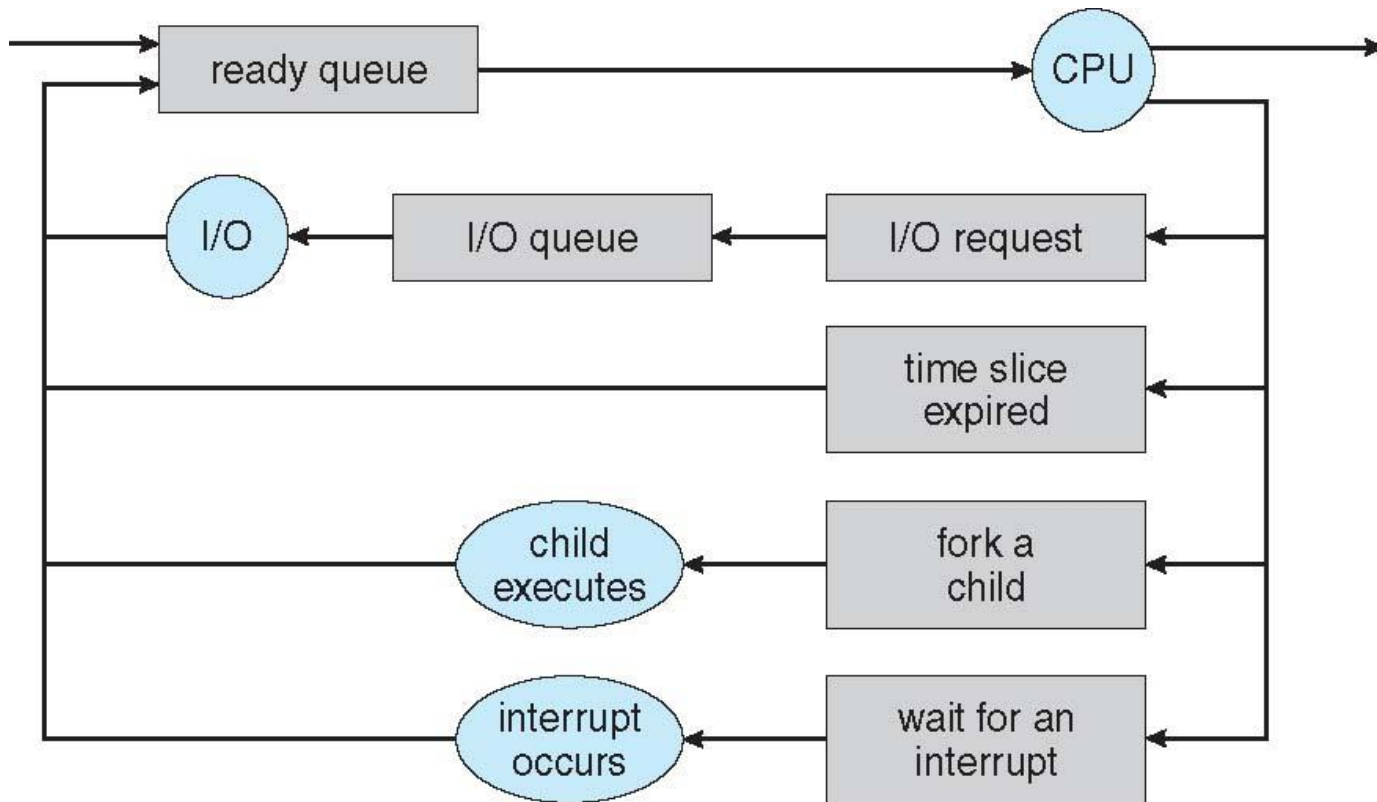 ready queue
CPU
I/O
I/O queue
I/O request
time slice
expired
child
executes
fork a
child
interrupt
occurs
wait for an
interrupt